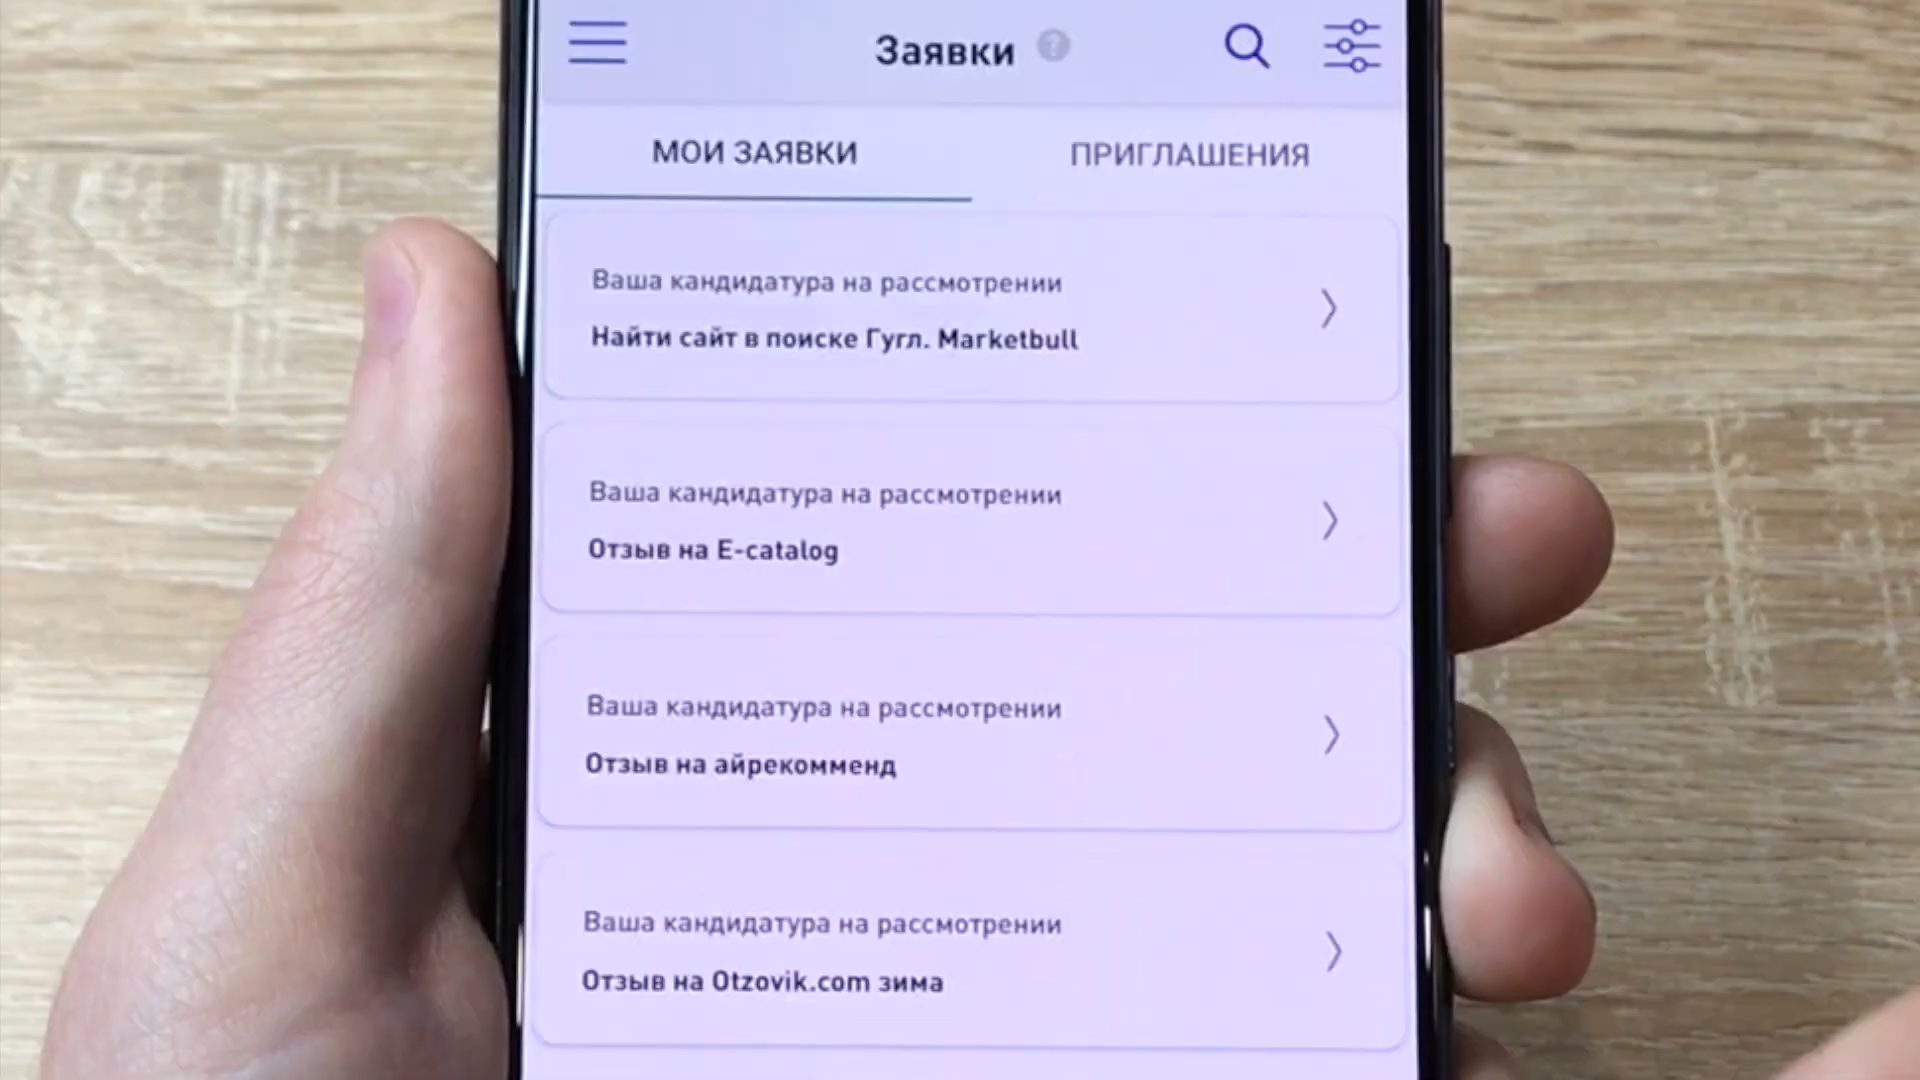 Заявки ?
МОИ ЗАЯВКИ ПРИГЛАШЕНИЯ
Ваша кандидатура на рассмотрении
Найти сайт в поиске Гугл. Marketbull
Ваша кандидатура на рассмотрении
Отзыв на E-catalog
Ваша кандидатура на рассмотрении
Отзыв на айрекомменд
Ваша кандидатура на рассмотрении
Отзыв на Otzovik.com зима